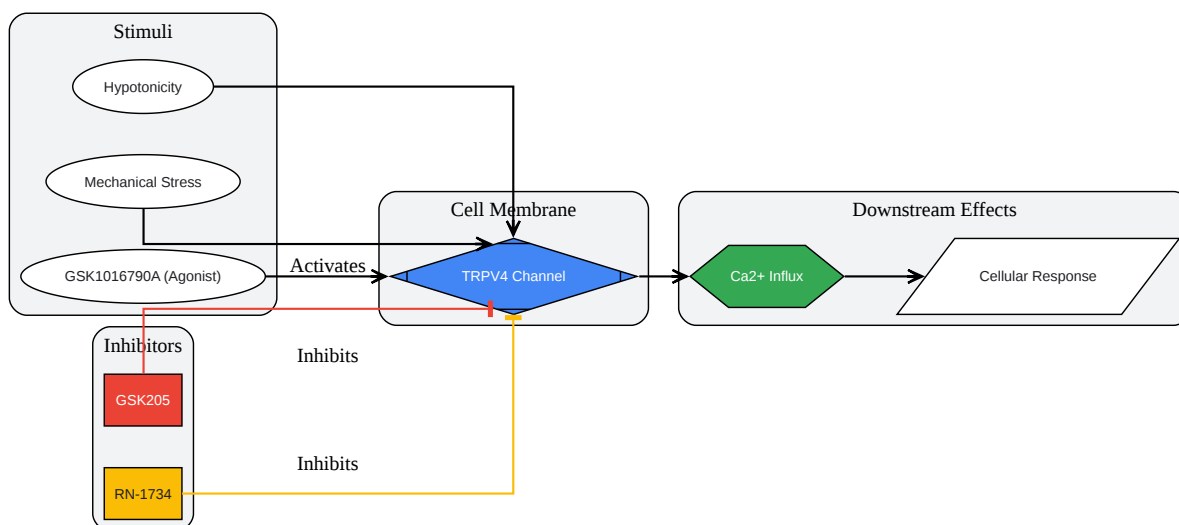 Stimuli
Hypotonicity
Mechanical Stress
GSK1016790A (Agonist)
Activates
Cell Membrane
TRPV4 Channel
Downstream Effects
Ca2+ Influx
Cellular Response
Inhibitors
GSK205
Inhibits
RN-1734
Inhibits